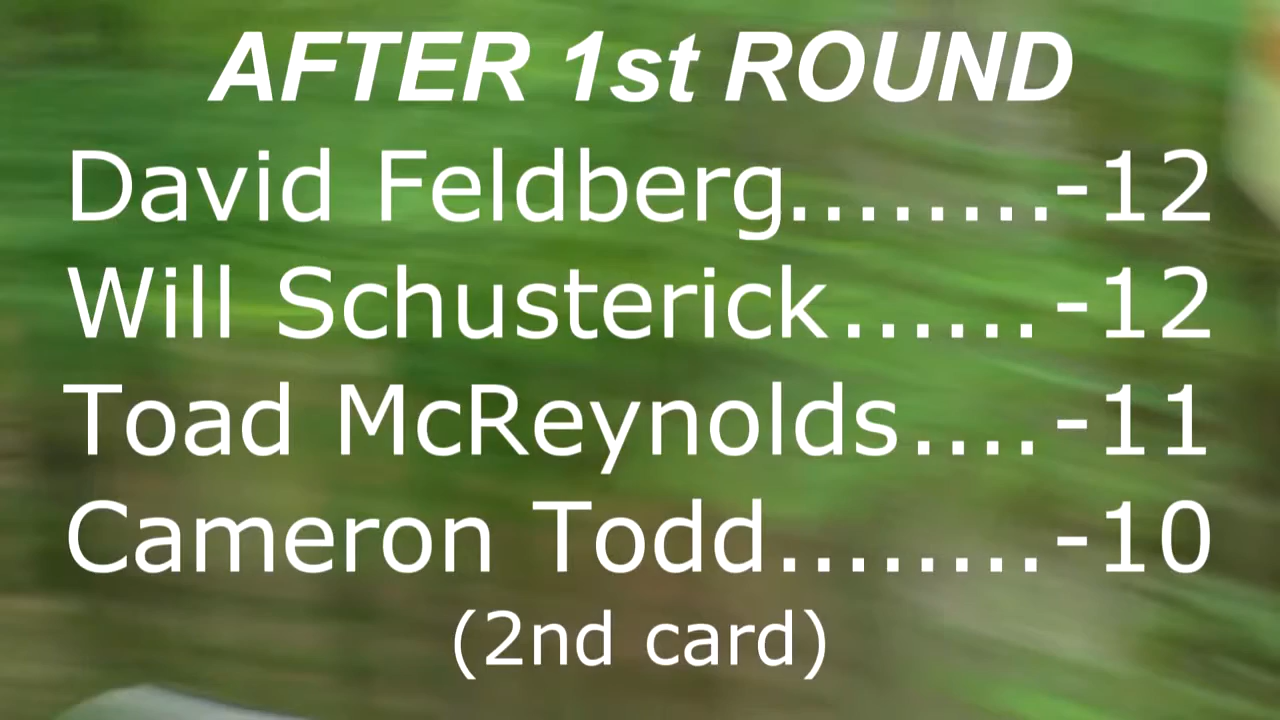 AFTER 1st ROUND
David Feldberg........-12
Will Schusterick......-12
Toad McReynolds....-11
Cameron Todd........-10
(2nd card)